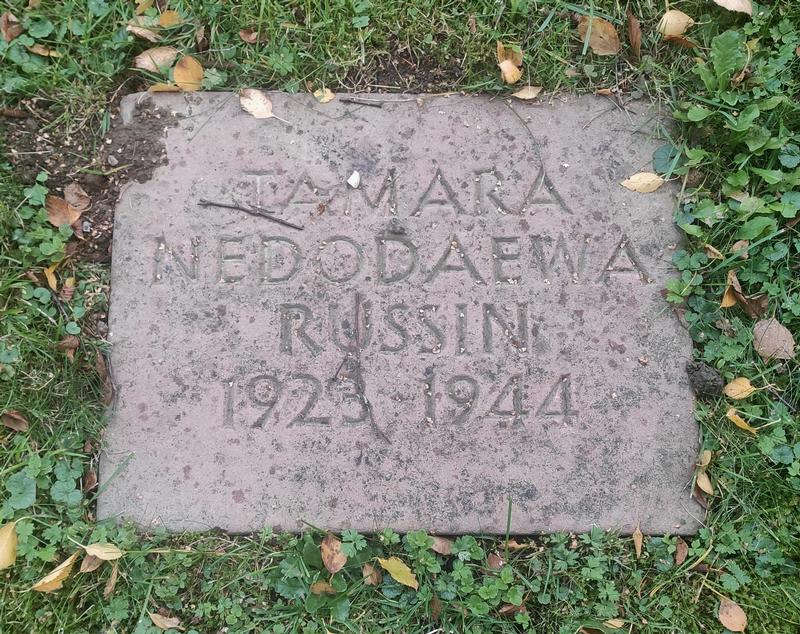 TAMARA
NEDODAEWA
RUSSIN
1923 1944